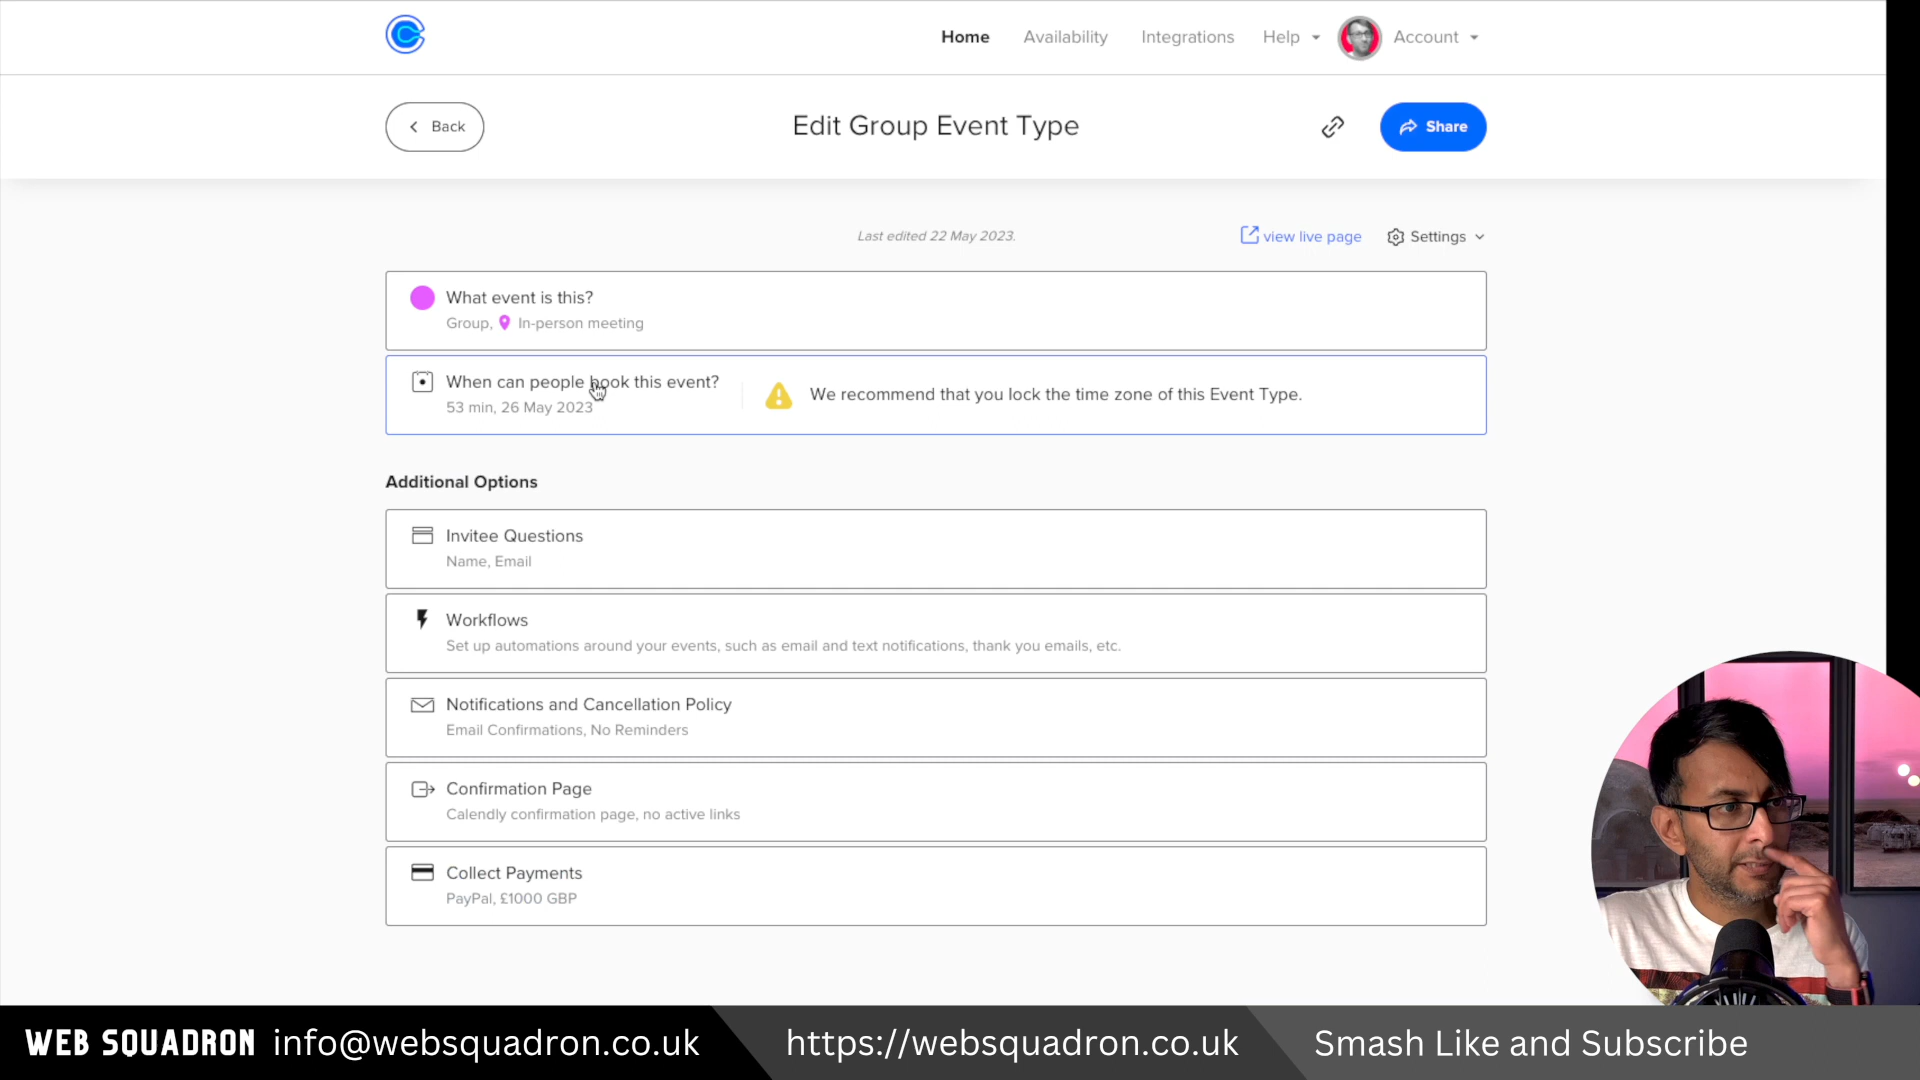 Home Availability Integrations Help Account
Back Edit Group Event Type Share
Last edited 22 May 2023. view live page Settings
What event is this?
Group, In-person meeting
When can people book this event?
53 min, 26 May 2023
We recommend that you lock the time zone of this Event Type.
Additional Options
Invitee Questions
Name, Email
Workflows
Set up automations around your events, such as email and text notifications, thank you emails, etc.
Notifications and Cancellation Policy
Email Confirmations, No Reminders
Confirmation Page
Calendly confirmation page, no active links
Collect Payments
PayPal, £1000 GBP
WEB SQUADRON info@websquadron.co.uk https://websquadron.co.uk Smash Like and Subscribe